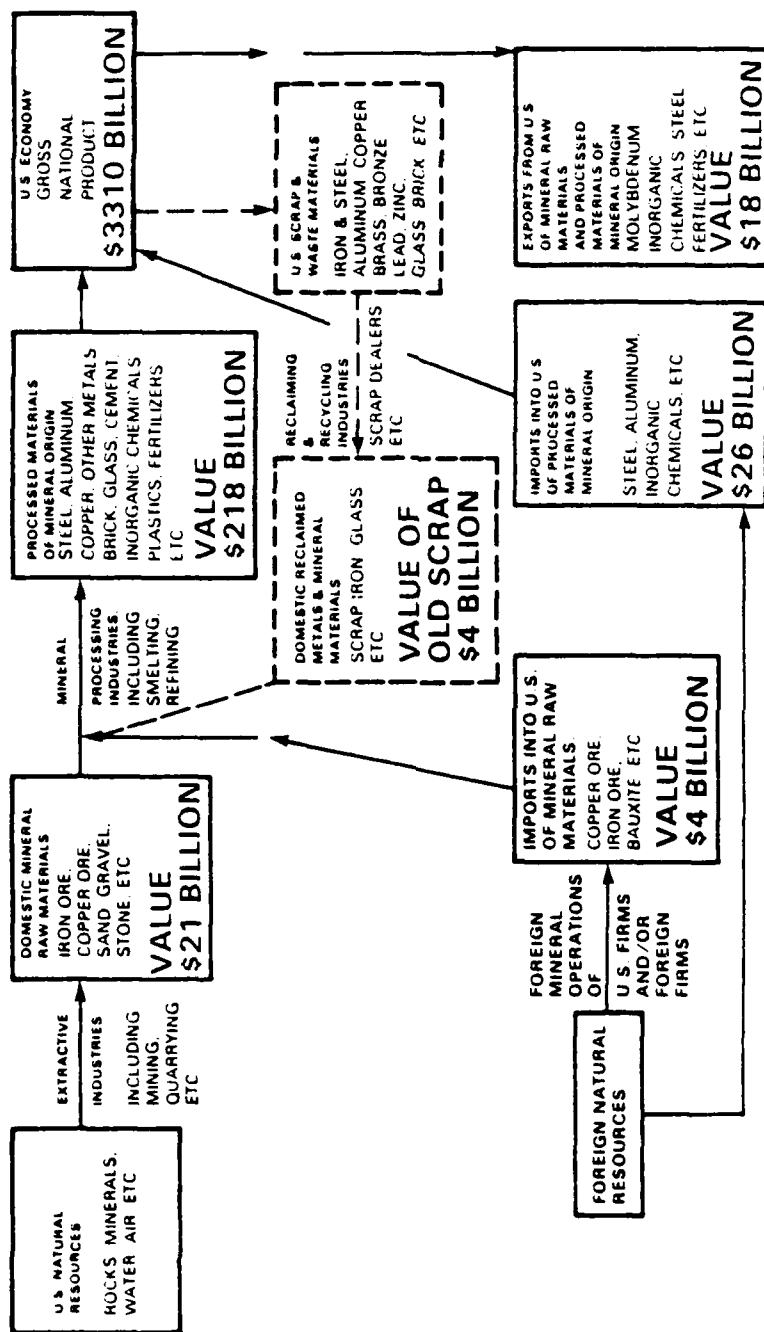 U S NATURAL
RESOURCES
ROCKS MINERALS,
WATER AIR ETC
EXTRACTIVE
INDUSTRIES
INCLUDING
MINING,
QUARRYING
ETC
DOMESTIC MINERAL
RAW MATERIALS
IRON ORE,
COPPER ORE,
SAND GRAVEL,
STONE, ETC
VALUE
$21 BILLION
MINERAL
PROCESSING
INDUSTRIES,
INCLUDING
SMELTING,
REFINING
PROCESSED MATERIALS
OF MINERAL ORIGIN
STEEL, ALUMINUM
COPPER, OTHER METALS
BRICK, GLASS, CEMENT,
INORGANIC CHEMICALS
PLASTICS, FERTILIZERS
ETC
VALUE
$218 BILLION
U S ECONOMY
GROSS
NATIONAL
PRODUCT
$3310 BILLION
DOMESTIC RECLAIMED
METALS & MINERAL
MATERIALS
SCRAP IRON GLASS
ETC
VALUE OF
OLD SCRAP
$4 BILLION
RECLAIMING
&
RECYCLING
INDUSTRIES
SCRAP DEALERS
ETC
U S SCRAP &
WASTE MATERIALS
IRON & STEEL,
ALUMINUM COPPER
BRASS, BRONZE
LEAD, ZINC,
GLASS BRICK ETC
FOREIGN NATURAL
RESOURCES
FOREIGN
MINERAL
OPERATIONS
OF
U.S. FIRMS
AND/OR
FOREIGN
FIRMS
IMPORTS INTO U.S.
OF MINERAL RAW
MATERIALS.
COPPER ORE,
IRON ORE,
BAUXITE ETC
VALUE
$4 BILLION
IMPORTS INTO U S
OF PROCESSED
MATERIALS OF
MINERAL ORIGIN
STEEL, ALUMINUM,
INORGANIC
CHEMICALS, ETC
VALUE
$26 BILLION
EXPORTS FROM U S
OF MINERAL RAW
MATERIALS
AND PROCESSED
MATERIALS OF
MINERAL ORIGIN
MOLYBDENUM
INORGANIC
CHEMICALS STEEL
FERTILIZERS ETC
VALUE
$18 BILLION